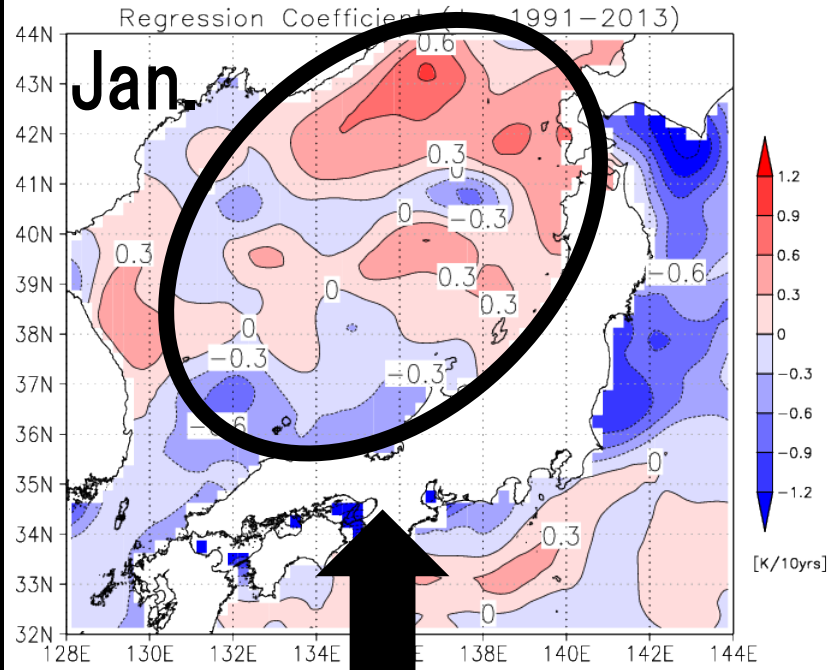 Regression Coefficient (J 1991−2013)
Jan.
44N
43N
42N
41N
40N
39N
38N
37N
36N
35N
34N
33N
32N
128E
130E
132E
134E
138E
140E
142E
144E
0.6
0.3
0
−0.3
0
0.3
0.3
0.3
0
0
−0.3
−0.3
−0.6
−0.6
0
0.3
0
1.2
0.9
0.6
0.3
0
−0.3
−0.6
−0.9
−1.2
[K/10yrs]